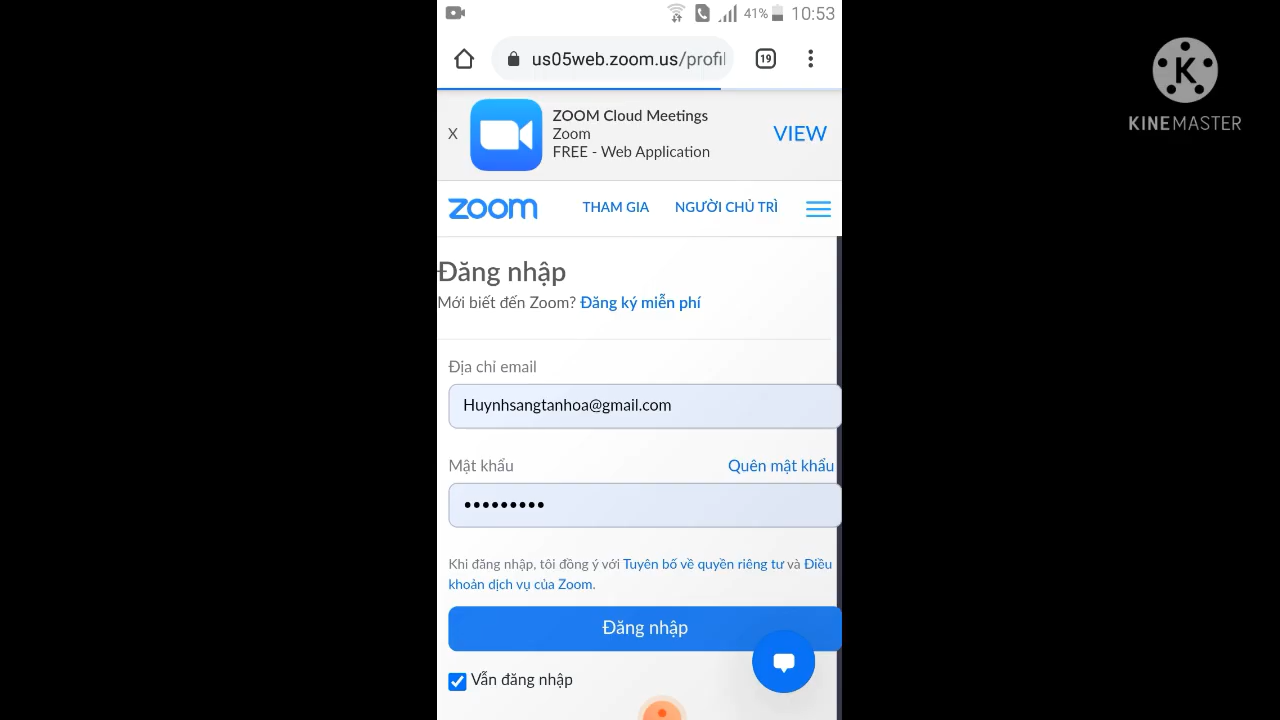 41% 10:53
us05web.zoom.us/profil
19
X
ZOOM Cloud Meetings
Zoom
FREE - Web Application
VIEW
zoom
THAM GIA
NGƯỜI CHỦ TRÌ
Đăng nhập
Mới biết đến Zoom? Đăng ký miễn phí
Địa chỉ email
Huynhsangtanhoa@gmail.com
Mật khẩu
Quên mật khẩu
•••••••••
Khi đăng nhập, tôi đồng ý với Tuyên bố về quyền riêng tư và Điều
khoản dịch vụ của Zoom.
Đăng nhập
Vẫn đăng nhập
K
KINEMASTER